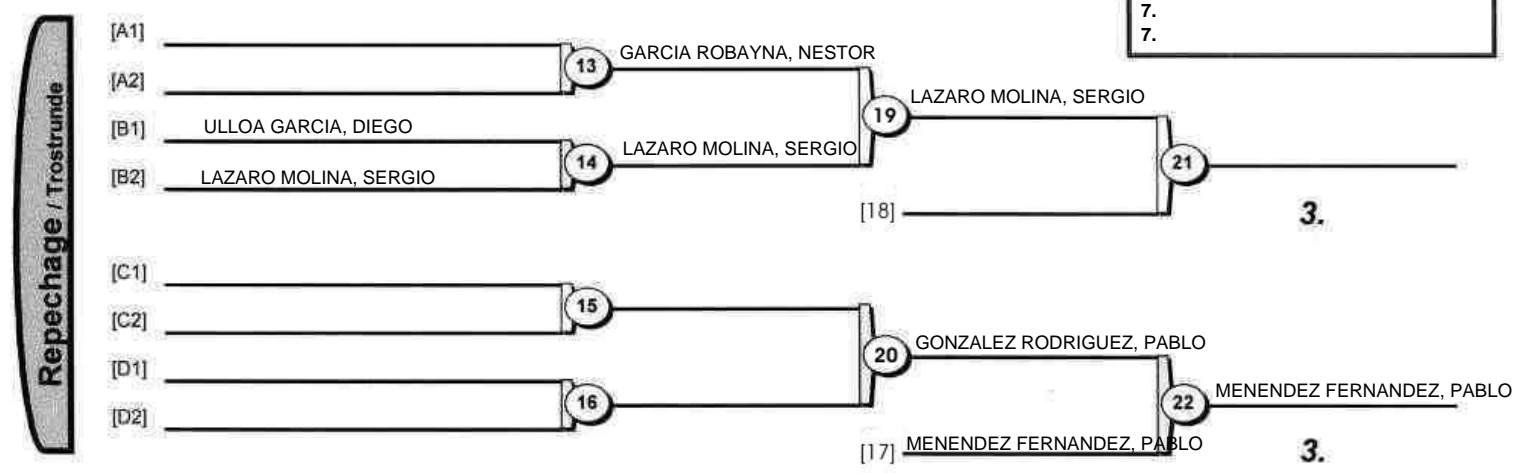 7.
7.
Repechage / Trostrunde
[A1]
GARCIA ROBAYNA, NESTOR
13
[A2]
LAZARO MOLINA, SERGIO
19
[B1] ULLOA GARCIA, DIEGO
LAZARO MOLINA, SERGIO
14
21
[B2] LAZARO MOLINA, SERGIO
[18]
3.
[C1]
15
[C2]
GONZALEZ RODRIGUEZ, PABLO
20
[D1]
MENENDEZ FERNANDEZ, PABLO
16
22
[D2]
[17] MENENDEZ FERNANDEZ, PABLO
3.